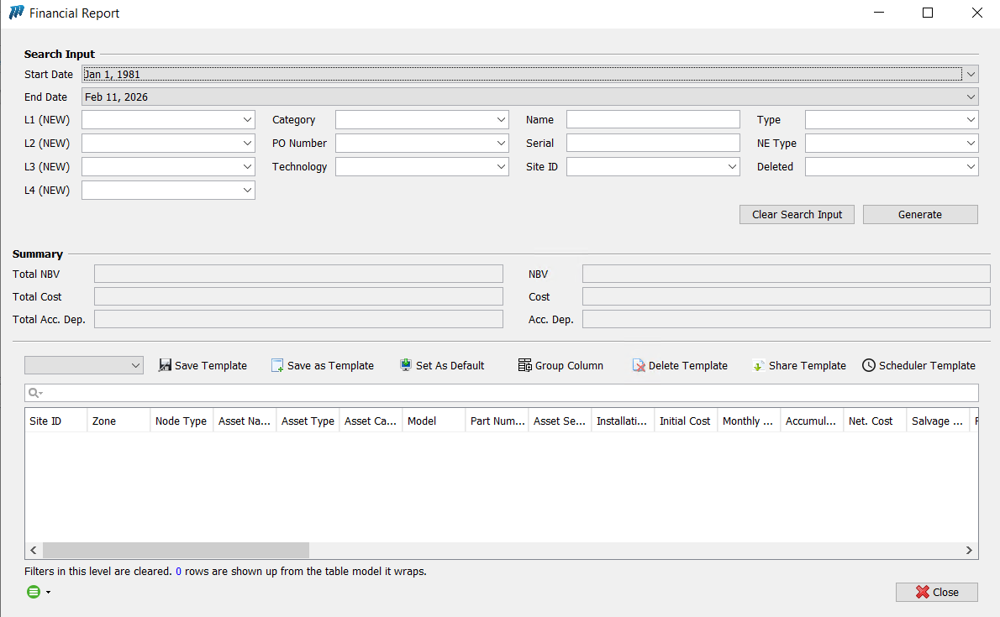 Financial Report
Search Input
Start Date Jan 1, 1981
End Date Feb 11, 2026
L1 (NEW) Category Name Type
L2 (NEW) PO Number Serial NE Type
L3 (NEW) Technology Site ID Deleted
L4 (NEW)
Clear Search Input Generate
Summary
Total NBV NBV
Total Cost Cost
Total Acc. Dep. Acc. Dep.
Save Template Save as Template Set As Default Group Column Delete Template Share Template Scheduler Template
Site ID Zone Node Type Asset Na... Asset Type Asset Ca... Model Part Num... Asset Se... Installati... Initial Cost Monthly ... Accumul... Net. Cost Salvage ...
Filters in this level are cleared. 0 rows are shown up from the table model it wraps.
Close